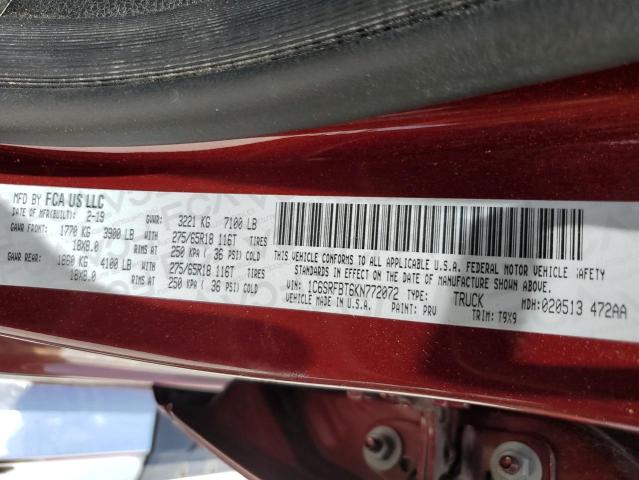 MFD BY FCA US LLC
DATE OF MFR(BUILT): 2-19 GVWR: 3221 KG 7100 LB
GAWR FRONT: 1770 KG 3900 LB WITH 275/65R18 116T TIRES
18X8.0 RIMS AT 250 KPA ( 36 PSI) COLD
GAWR REAR: 1860 KG 4100 LB WITH 275/65R18 116T TIRES
18X8.0 RIMS AT 250 KPA ( 36 PSI) COLD
THIS VEHICLE CONFORMS TO ALL APPLICABLE U.S.A. FEDERAL MOTOR VEHICLE SAFETY
STANDARDS IN EFFECT IN THE U.S.A. ON THE DATE OF MANUFACTURE SHOWN ABOVE.
VIN: 1C6SRFBT6KN772072 TYPE: TRUCK MDH: 020513 472AA
PAINT: PRV TRIM: T9X9